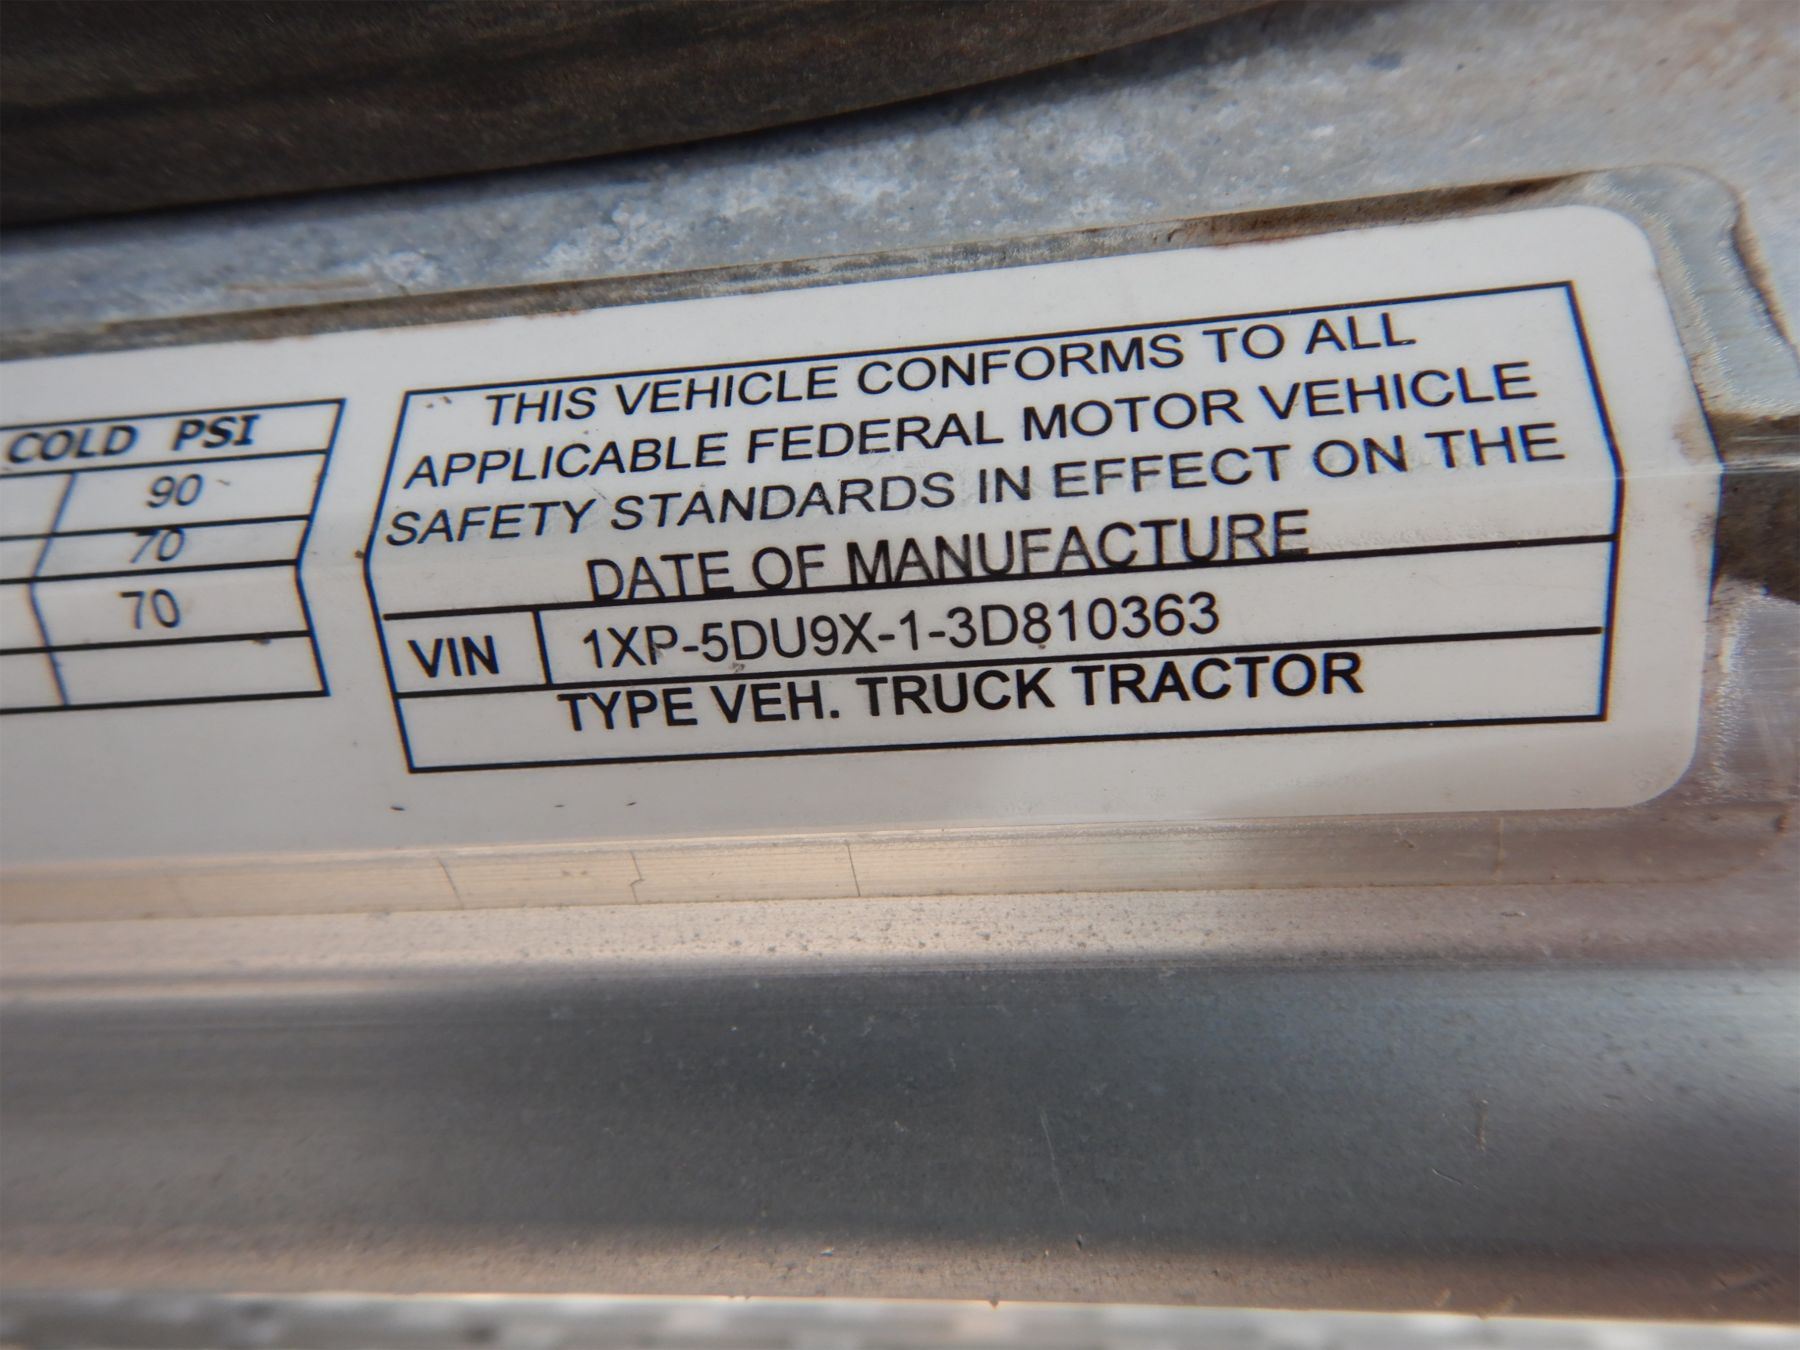 COLD PSI
90
70
70
THIS VEHICLE CONFORMS TO ALL
APPLICABLE FEDERAL MOTOR VEHICLE
SAFETY STANDARDS IN EFFECT ON THE
DATE OF MANUFACTURE
VIN 1XP-5DU9X-1-3D810363
TYPE VEH. TRUCK TRACTOR